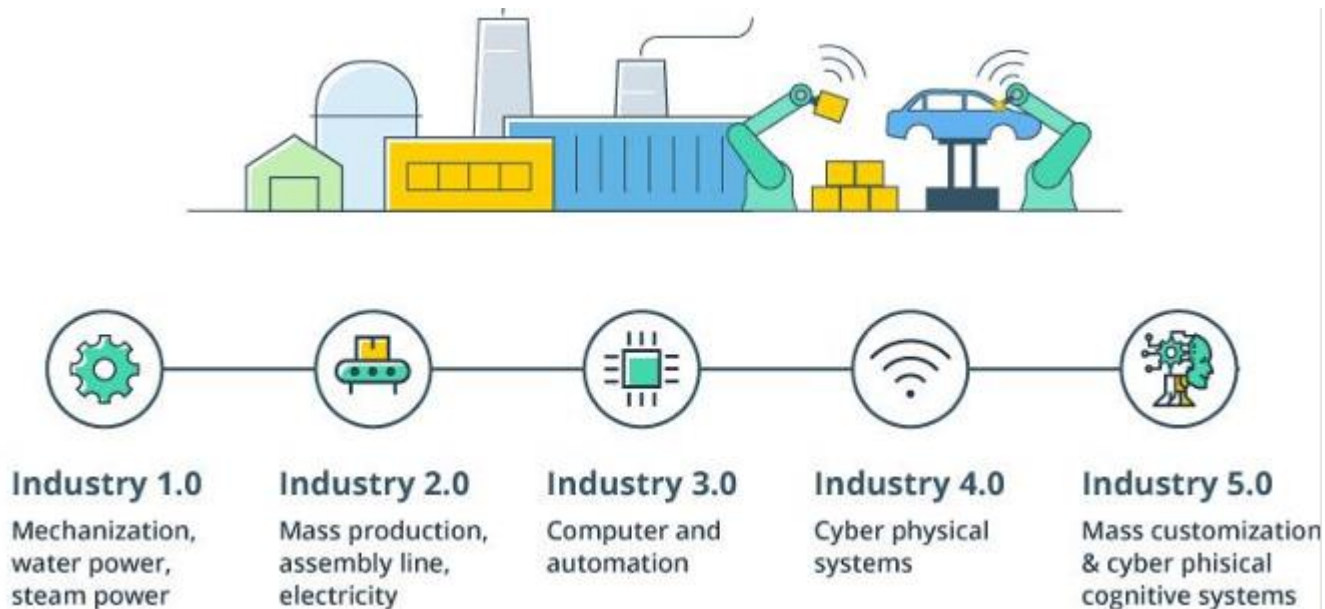 Industry 1.0
Mechanization,
water power,
steam power
Industry 2.0
Mass production,
assembly line,
electricity
Industry 3.0
Computer and
automation
Industry 4.0
Cyber physical
systems
Industry 5.0
Mass customization
& cyber phisical
cognitive systems